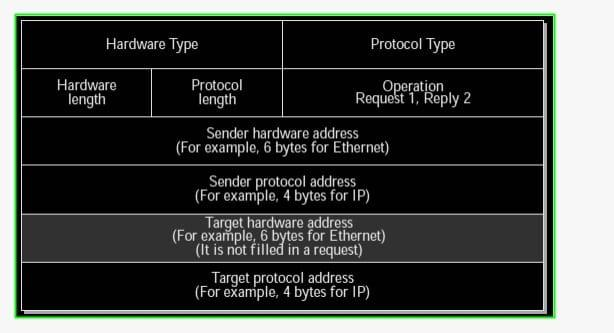 Hardware Type
Protocol Type
Hardware
length
Protocol
length
Operation
Request 1, Reply 2
Sender hardware address
(For example, 6 bytes for Ethernet)
Sender protocol address
(For example, 4 bytes for IP)
Target hardware address
(For example, 6 bytes for Ethernet)
(It is not filled in a request)
Target protocol address
(For example, 4 bytes for IP)